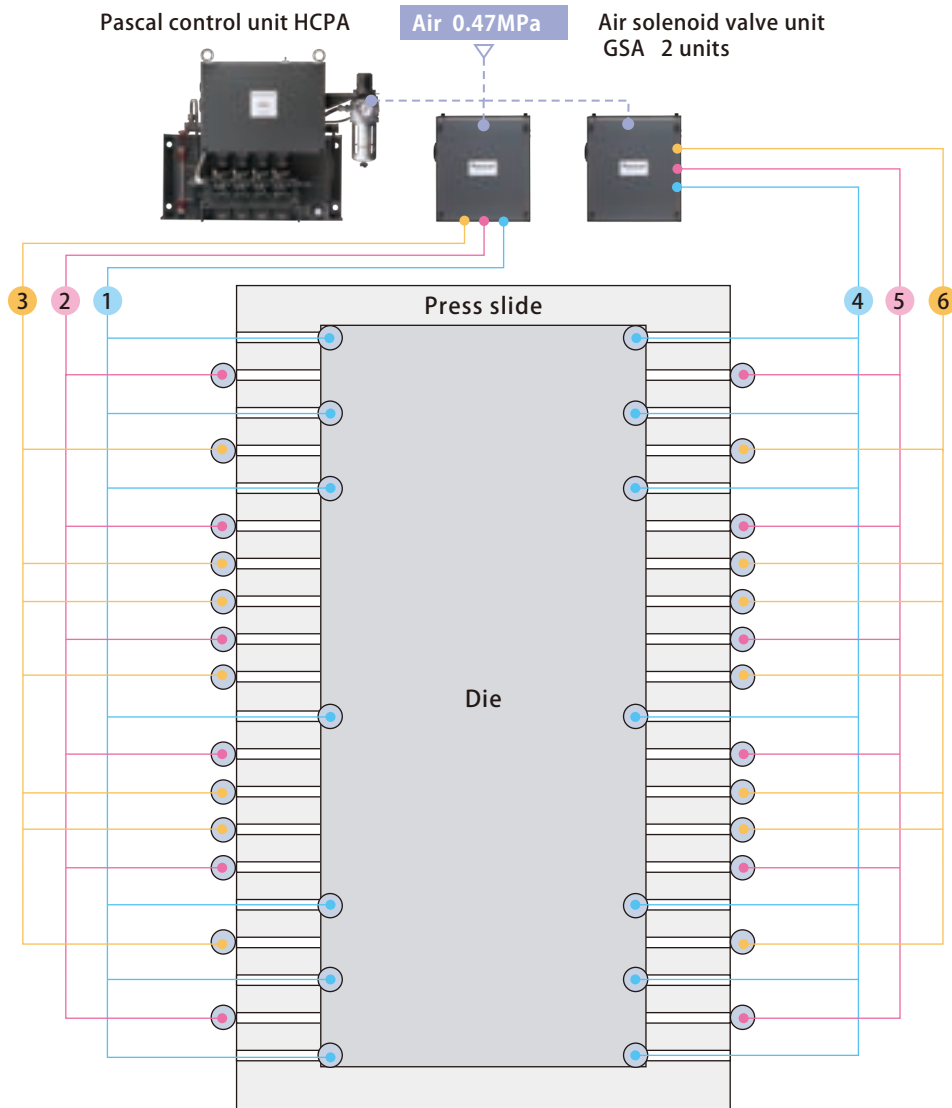 Pascal control unit HCPA
Air 0.47MPa
Air solenoid valve unit
GSA 2 units
3
2
1
4
5
6
Press slide
Die